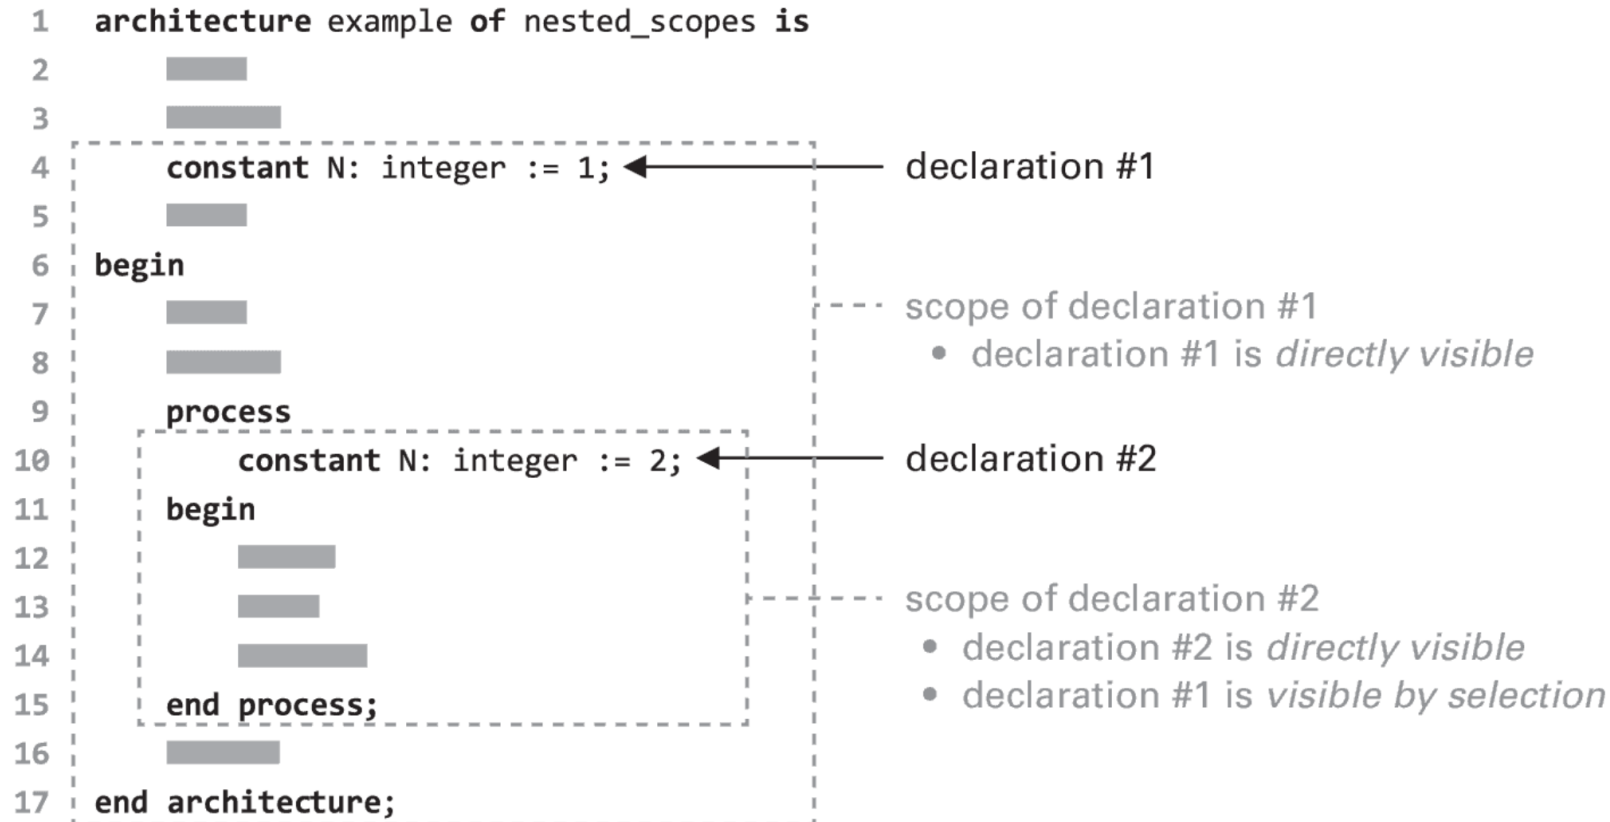 1 architecture example of nested_scopes is
2
3
4 constant N: integer := 1; declaration #1
5
6 begin
7 scope of declaration #1
8 • declaration #1 is directly visible
9 process
10 constant N: integer := 2; declaration #2
11 begin
12
13 scope of declaration #2
14 • declaration #2 is directly visible
15 end process; • declaration #1 is visible by selection
16
17 end architecture;